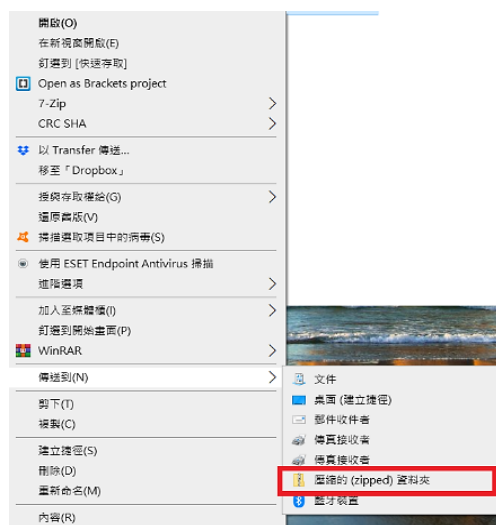 開啟(O)
在新視窗開啟(E)
釘選到 [快速存取]
Open as Brackets project
7-Zip
CRC SHA
以 Transfer 傳送...
移至「Dropbox」
授與存取權給(G)
還原舊版(V)
掃描選取項目中的病毒(S)
使用 ESET Endpoint Antivirus 掃描
進階選項
加入至媒體櫃(I)
釘選到開始畫面(P)
WinRAR
傳送到(N)
文件
桌面 (建立捷徑)
郵件收件者
傳真接收者
傳真接收者
壓縮的 (zipped) 資料夾
藍牙裝置
剪下(T)
複製(C)
建立捷徑(S)
刪除(D)
重新命名(M)
內容(R)